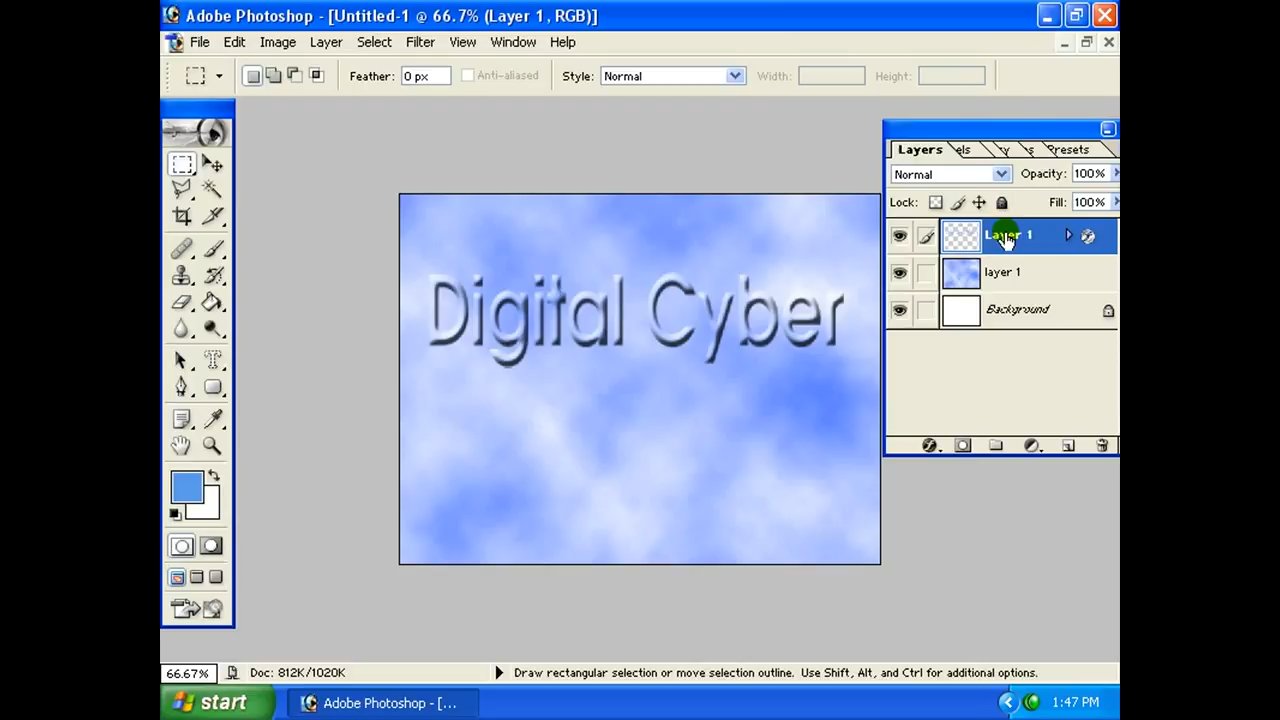 Adobe Photoshop - [Untitled-1 @ 66.7% (Layer 1, RGB)]
File Edit Image Layer Select Filter View Window Help
Feather: 0 px Anti-aliased Style: Normal Width: Height:
Layers els y s Presets
Normal Opacity: 100%
Lock: Fill: 100%
Layer 1
layer 1
Background
Digital Cyber
66.67% Doc: 812K/1020K Draw rectangular selection or move selection outline. Use Shift, Alt, and Ctrl for additional options.
start Adobe Photoshop - [... 1:47 PM